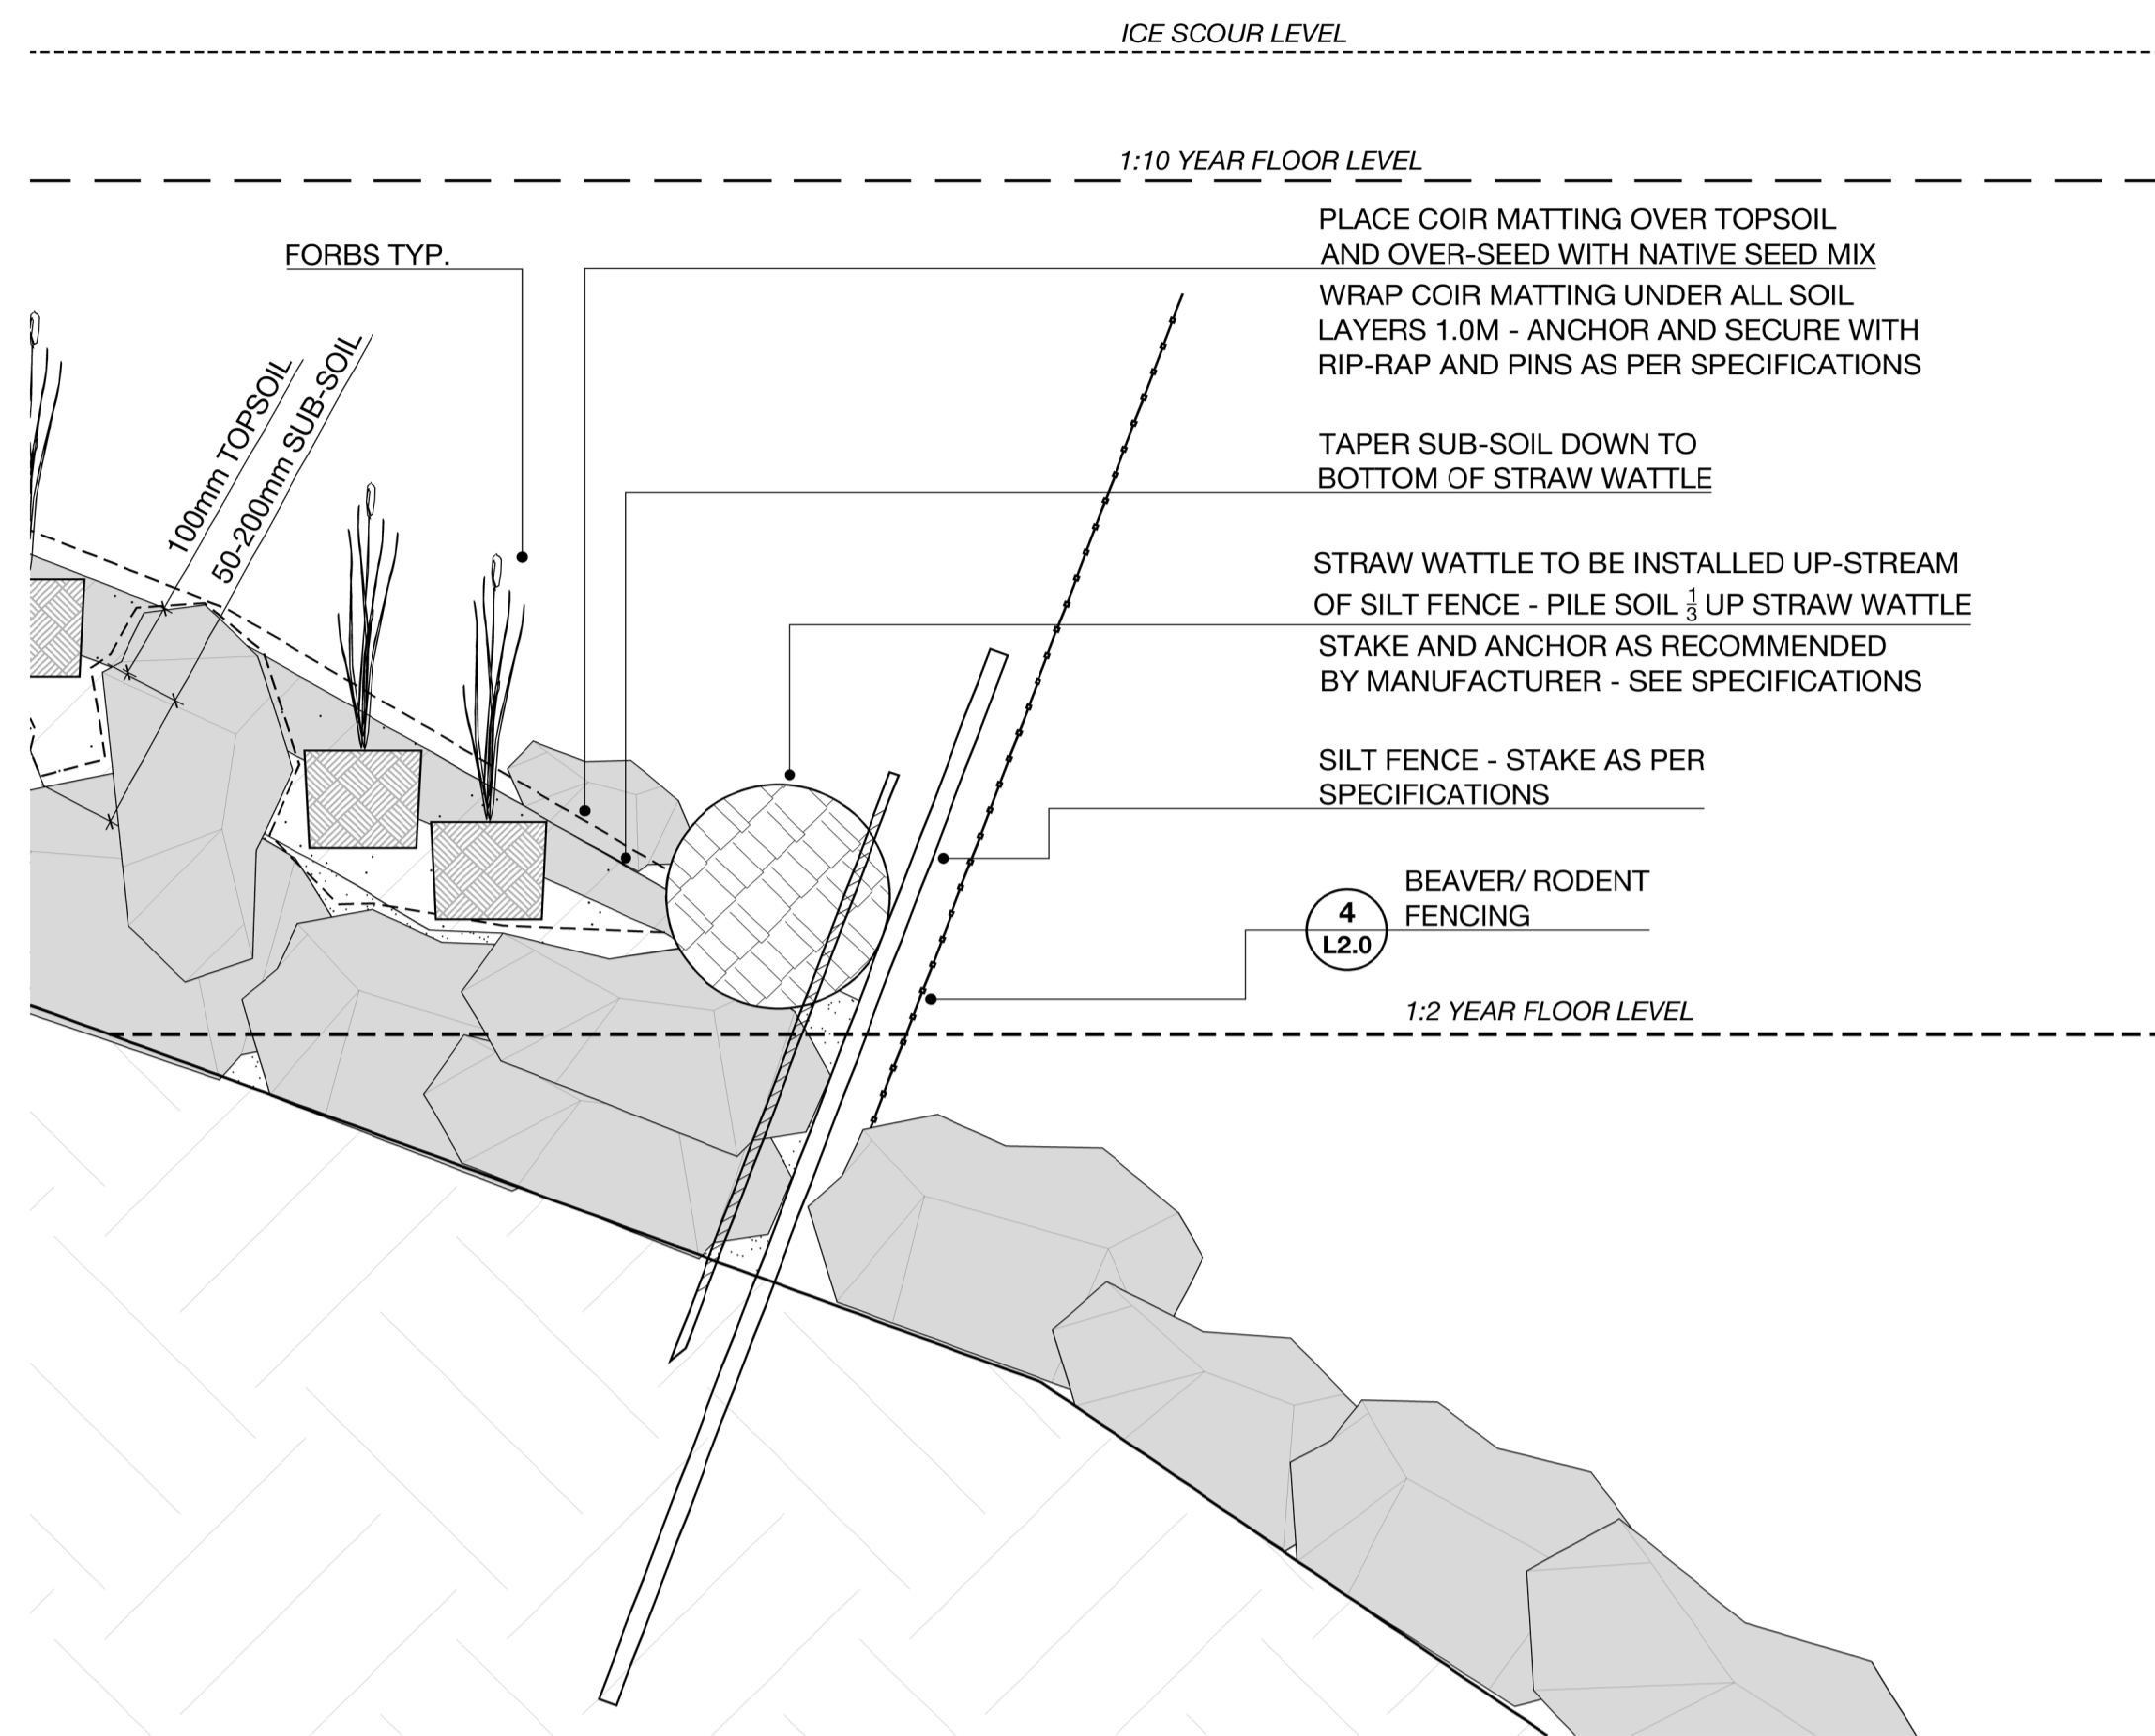 ICE SCOUR LEVEL
1:10 YEAR FLOOR LEVEL
PLACE COIR MATTING OVER TOPSOIL
AND OVER-SEED WITH NATIVE SEED MIX
WRAP COIR MATTING UNDER ALL SOIL
LAYERS 1.0M - ANCHOR AND SECURE WITH
RIP-RAP AND PINS AS PER SPECIFICATIONS
FORBS TYP.
100mm TOPSOIL
50-200mm SUB-SOIL
TAPER SUB-SOIL DOWN TO
BOTTOM OF STRAW WATTLE
STRAW WATTLE TO BE INSTALLED UP-STREAM
OF SILT FENCE - PILE SOIL 1/3 UP STRAW WATTLE
STAKE AND ANCHOR AS RECOMMENDED
BY MANUFACTURER - SEE SPECIFICATIONS
SILT FENCE - STAKE AS PER
SPECIFICATIONS
BEAVER/ RODENT
FENCING
4
L2.0
1:2 YEAR FLOOR LEVEL